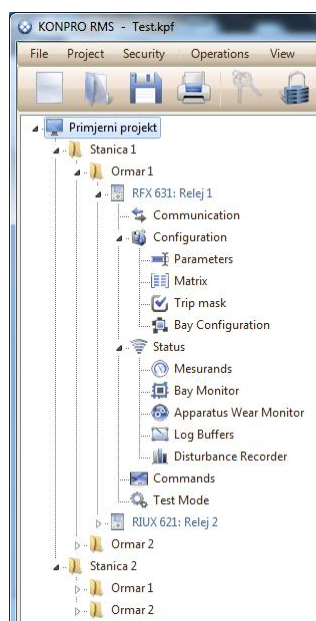 KONPRO RMS - Test.kpf
File Project Security Operations View
Primjerni projekt
Stanica 1
Ormar 1
RFX 631: Relej 1
Communication
Configuration
Parameters
Matrix
Trip mask
Bay Configuration
Status
Mesurands
Bay Monitor
Apparatus Wear Monitor
Log Buffers
Disturbance Recorder
Commands
Test Mode
RIUX 621: Relej 2
Ormar 2
Stanica 2
Ormar 1
Ormar 2